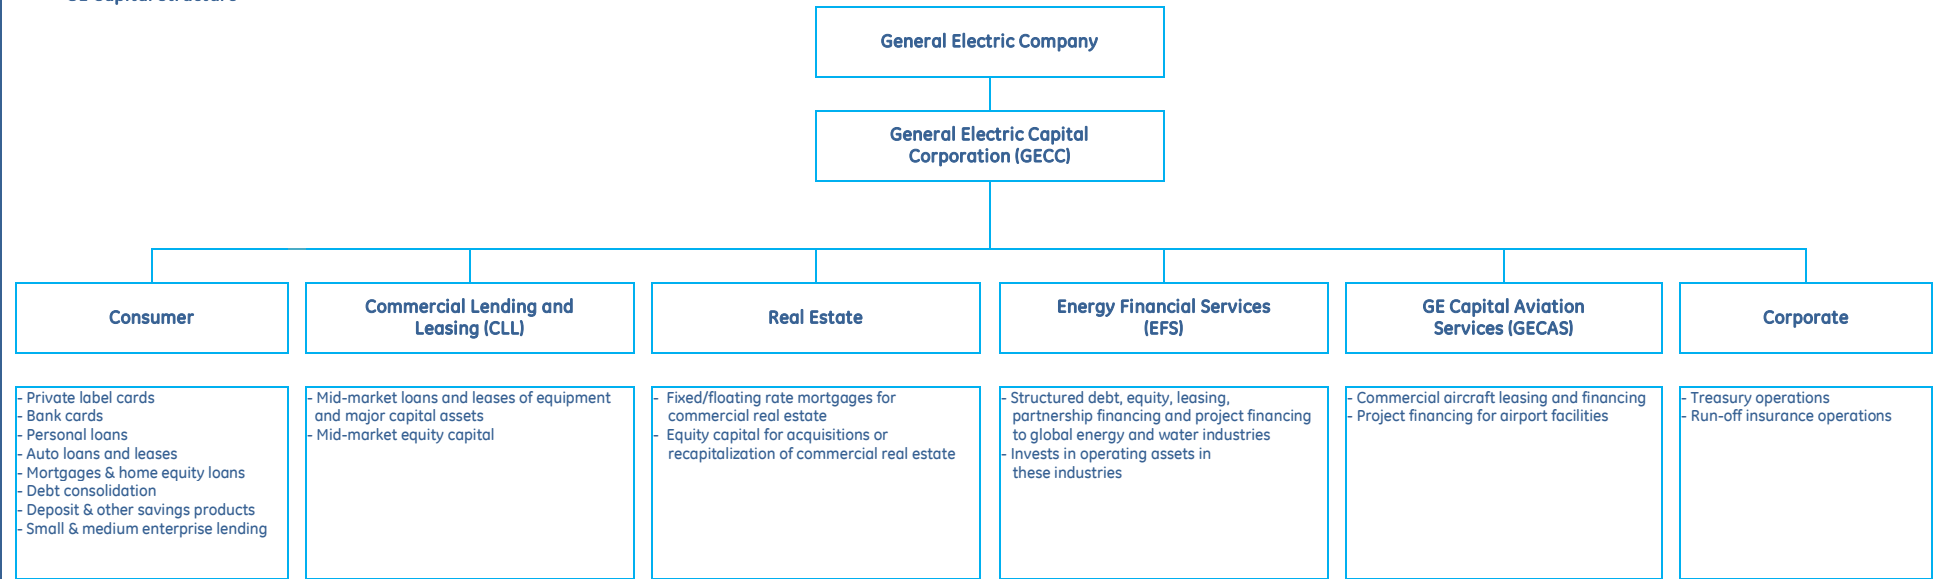 GE Capital Structure
General Electric Company
General Electric Capital
Corporation (GECC)
Consumer
Commercial Lending and
Leasing (CLL)
Real Estate
Energy Financial Services
(EFS)
GE Capital Aviation
Services (GECAS)
Corporate
- Private label cards
- Bank cards
- Personal loans
- Auto loans and leases
- Mortgages & home equity loans
- Debt consolidation
- Deposit & other savings products
- Small & medium enterprise lending
- Mid-market loans and leases of equipment
and major capital assets
- Mid-market equity capital
- Fixed/floating rate mortgages for
commercial real estate
- Equity capital for acquisitions or
recapitalization of commercial real estate
- Structured debt, equity, leasing,
partnership financing and project financing
to global energy and water industries
- Invests in operating assets in
these industries
- Commercial aircraft leasing and financing
- Project financing for airport facilities
- Treasury operations
- Run-off insurance operations